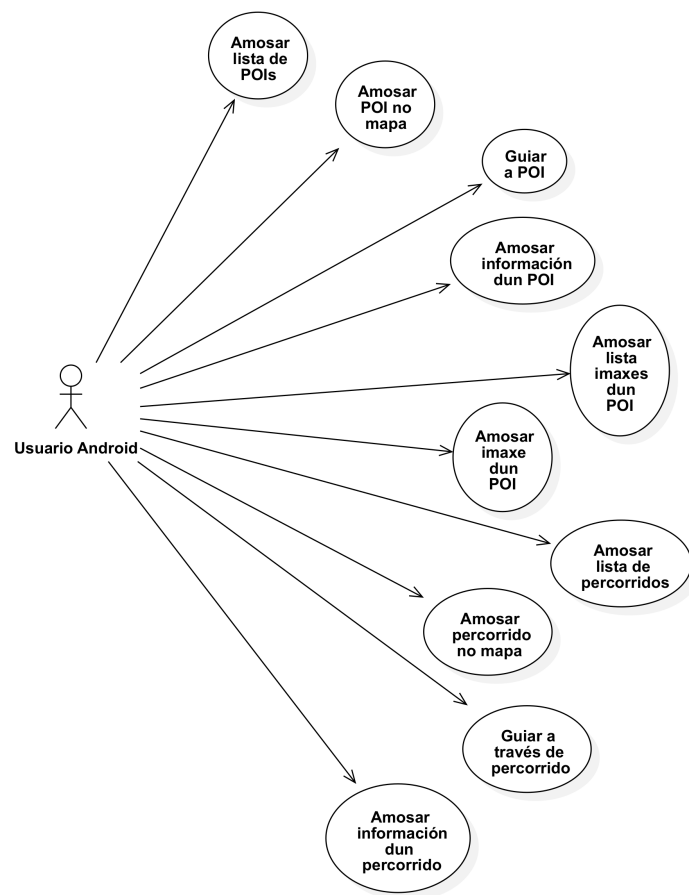 Amosar
lista de
POIs
Amosar
POI no
mapa
Guiar
a POI
Amosar
información
dun POI
Amosar
lista
imaxes
dun
POI
Usuario Android
Amosar
imaxe
dun
POI
Amosar
lista de
percorridos
Amosar
percorrido
no mapa
Guiar a
través de
percorrido
Amosar
información
dun
percorrido